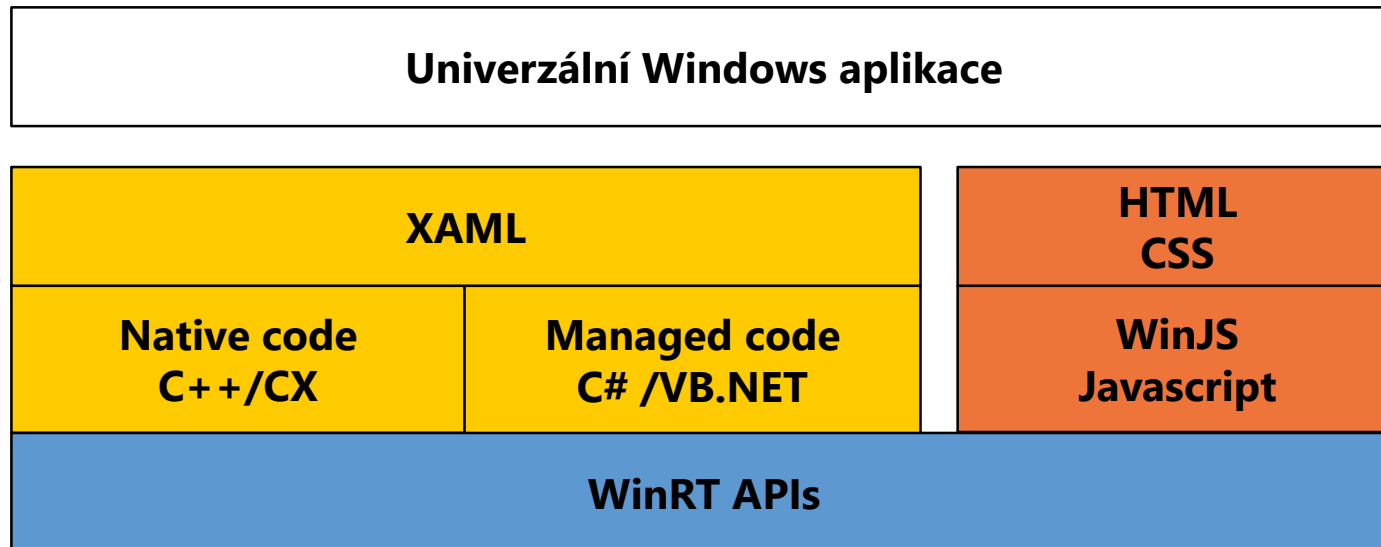 Univerzální Windows aplikace
XAML
HTML
CSS
Native code
C++/CX
Managed code
C# /VB.NET
WinJS
Javascript
WinRT APIs